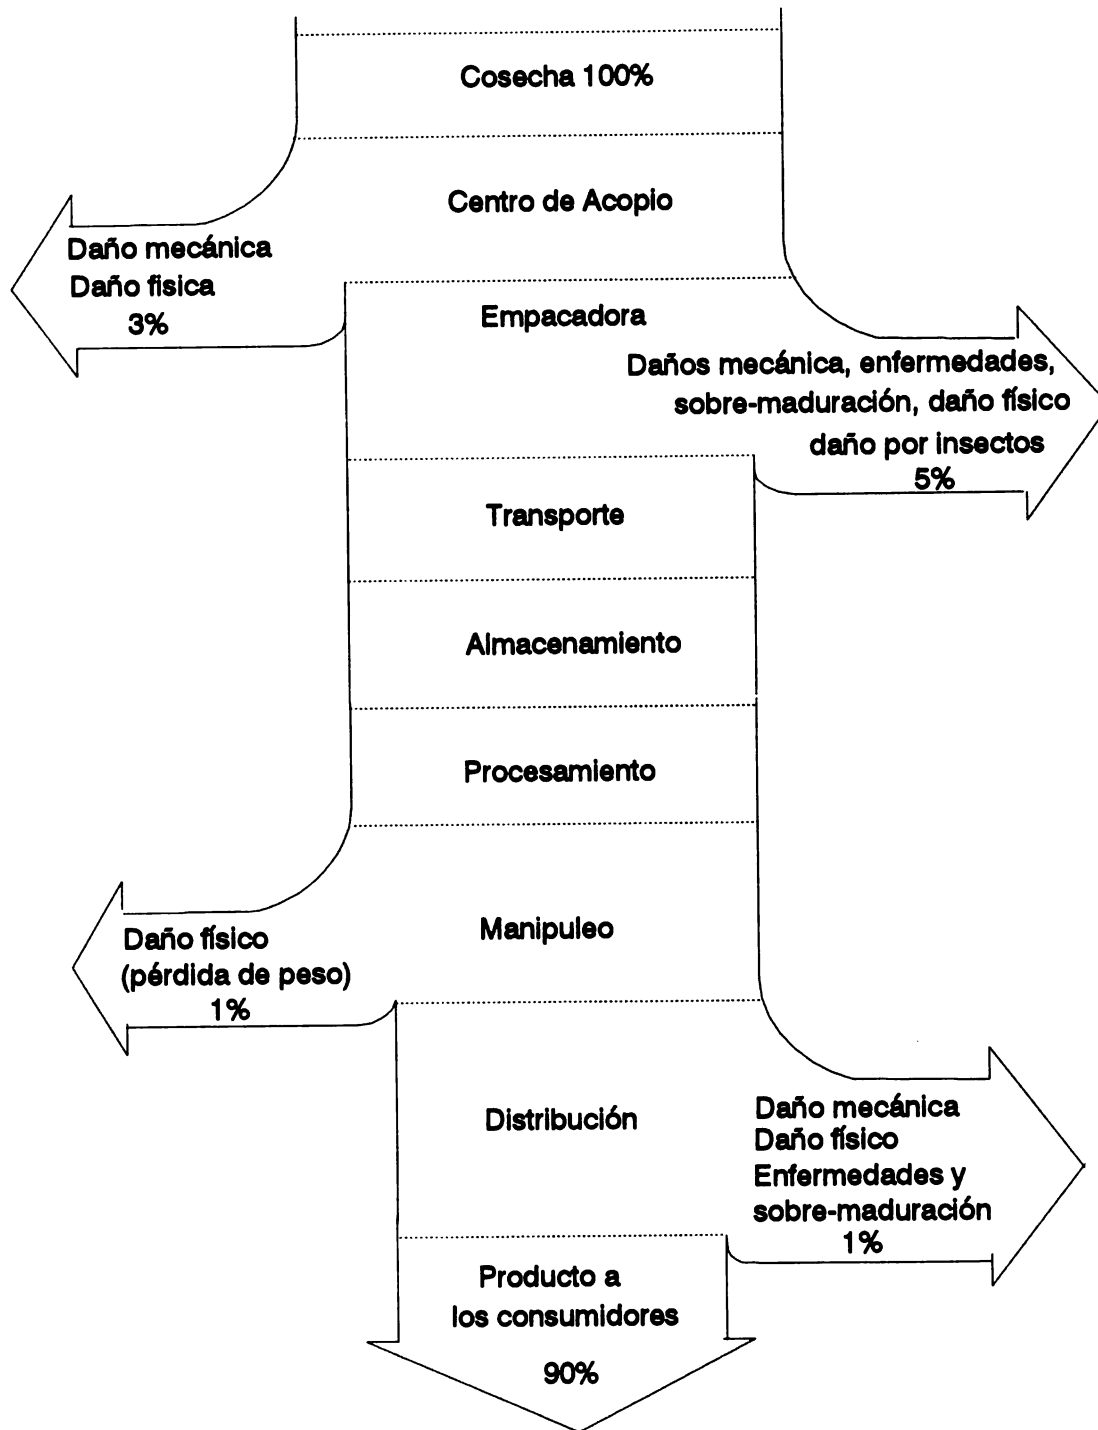 Cosecha 100%
Centro de Acopio
Daño mecánica
Daño fisica
3%
Empacadora
Daños mecánica, enfermedades,
sobre-maduración, daño físico
daño por insectos
5%
Transporte
Almacenamiento
Procesamiento
Manipuleo
Daño físico
(pérdida de peso)
1%
Distribución
Daño mecánica
Daño físico
Enfermedades y
sobre-maduración
1%
Producto a
los consumidores
90%